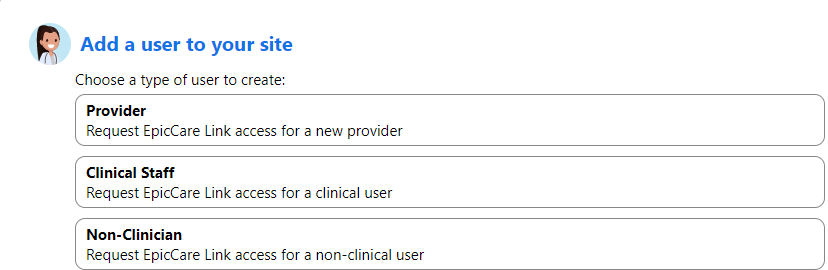 Add a user to your site
Choose a type of user to create:
Provider
Request EpicCare Link access for a new provider
Clinical Staff
Request EpicCare Link access for a clinical user
Non-Clinician
Request EpicCare Link access for a non-clinical user